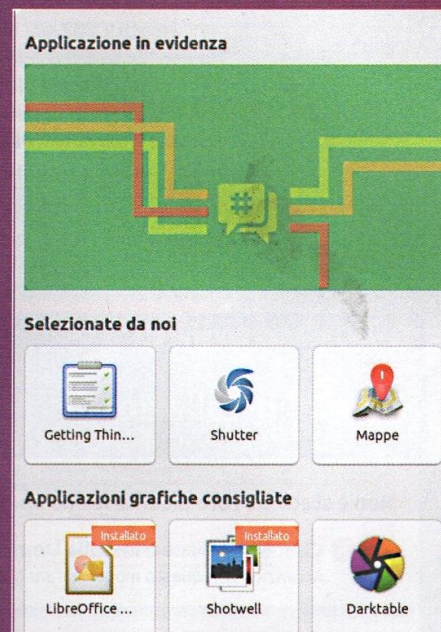 Applicazione in evidenza
#
Selezionate da noi
Getting Thin...
Shutter
Mappe
Applicazioni grafiche consigliate
Installato
Installato
LibreOffice ...
Shotwell
Darktable